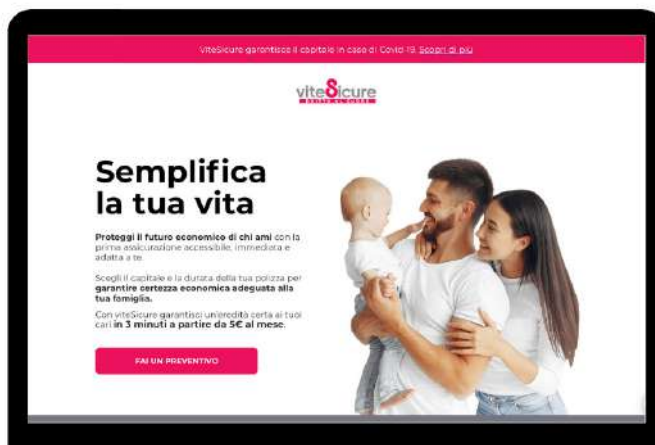 ViteSicure garantisce il capitale in caso di Covid-19. Scopri di più
viteSicure
DRITTO AL CUORE
Semplifica
la tua vita
Proteggi il futuro economico di chi ami con la
prima assicurazione accessibile, immediata e
adatta a te.
Scegli il capitale e la durata della tua polizza per
garantire certezza economica adeguata alla
tua famiglia.
Con viteSicure garantisci un'eredità certa ai tuoi
cari in 3 minuti a partire da 5€ al mese.
FAI UN PREVENTIVO